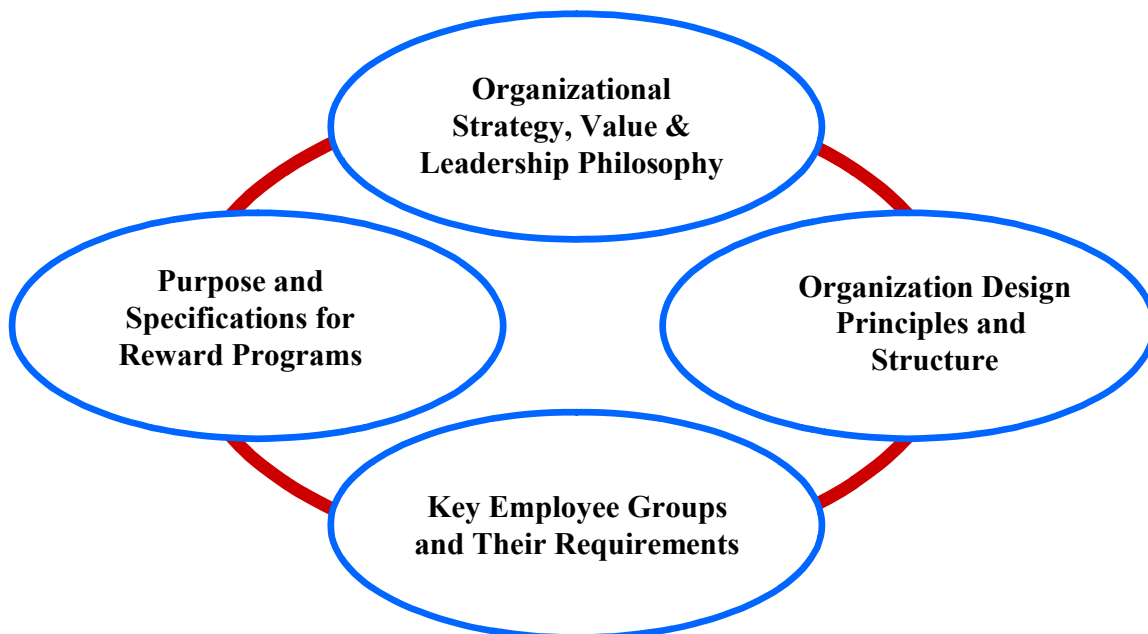 Organizational
Strategy, Value &
Leadership Philosophy
Purpose and
Specifications for
Reward Programs
Organization Design
Principles and
Structure
Key Employee Groups
and Their Requirements